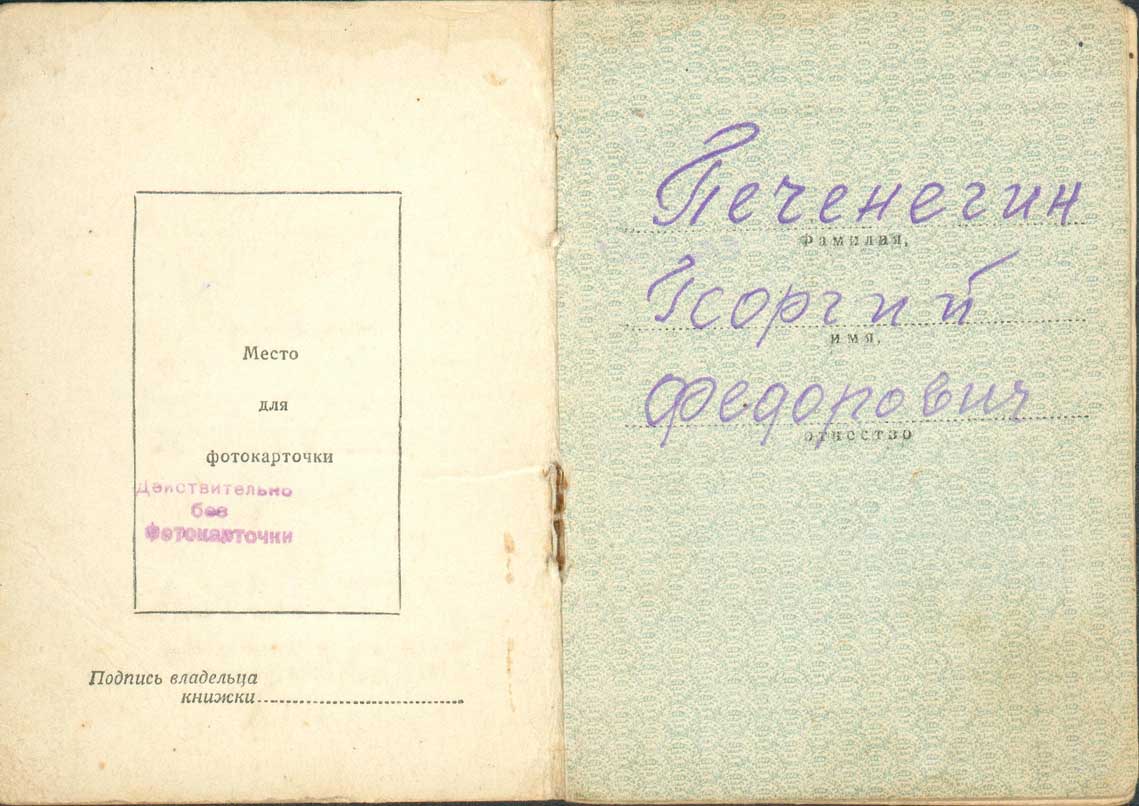 Место
для
фотокарточки
Действительно
без
фотокарточки
Подпись владельца
книжки
Печенегин
фамилия,
Георгий
имя,
Федорович
отчество